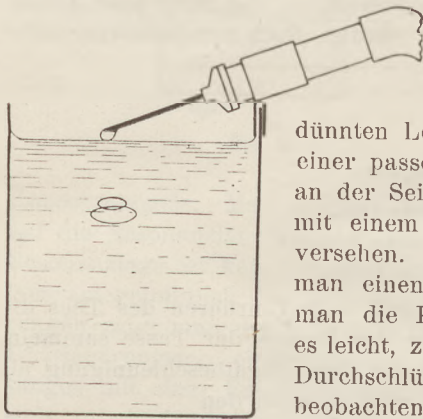 dünnten Lö
einer passe
an der Sei
mit einem
versehen.
man einen
man die F
es leicht, z
Durchschlü
beobachten